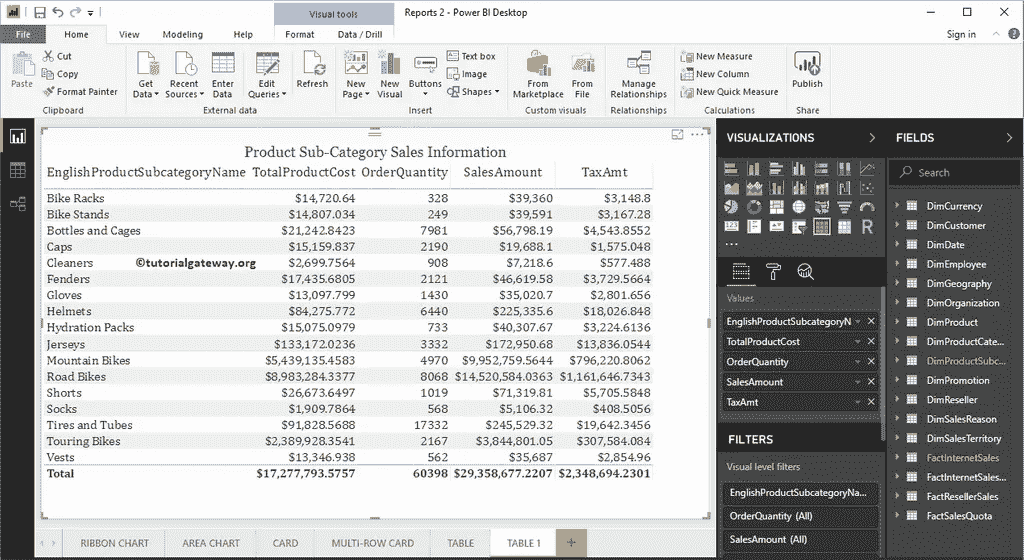 Visual tools
Reports 2 - Power BI Desktop
File
Home
View
Modeling
Help
Format
Data / Drill
Sign in
Paste
Cut
Copy
Format Painter
Clipboard
Get Data
Recent Sources
Enter Data
Edit Queries
Refresh
External data
New Page
New Visual
Buttons
Text box
Image
Shapes
Insert
From Marketplace
From File
Custom visuals
Manage Relationships
Relationships
New Measure
New Column
New Quick Measure
Calculations
Publish
Share
Product Sub-Category Sales Information
EnglishProductSubcategoryName TotalProductCost OrderQuantity SalesAmount TaxAmt
Bike Racks $14,720.64 328 $39,360 $3,148.8
Bike Stands $14,807.034 249 $39,591 $3,167.28
Bottles and Cages $21,242.8423 7981 $56,798.19 $4,543.8552
Caps $15,159.837 2190 $19,688.1 $1,575.048
Cleaners ©tutorialgateway.org $2,699.7564 908 $7,218.6 $577.488
Fenders $17,435.6805 2121 $46,619.58 $3,729.5664
Gloves $13,097.799 1430 $35,020.7 $2,801.656
Helmets $84,275.772 6440 $225,335.6 $18,026.848
Hydration Packs $15,075.0979 733 $40,307.67 $3,224.6136
Jerseys $133,172.0236 3332 $172,950.68 $13,836.0544
Mountain Bikes $5,439,135.4583 4970 $9,952,759.5644 $796,220.8062
Road Bikes $8,983,284.3377 8068 $14,520,584.0363 $1,161,646.7343
Shorts $26,673.6497 1019 $71,319.81 $5,705.5848
Socks $1,909.7864 568 $5,106.32 $408.5056
Tires and Tubes $91,828.5688 17332 $245,529.32 $19,642.3456
Touring Bikes $2,389,928.3541 2167 $3,844,801.05 $307,584.084
Vests $13,346.938 562 $35,687 $2,854.96
Total $17,277,793.5757 60398 $29,358,677.2207 $2,348,694.2301
RIBBON CHART
AREA CHART
CARD
MULTI-ROW CARD
TABLE
TABLE 1
VISUALIZATIONS
R
Values
EnglishProductSubcategoryN
TotalProductCost
OrderQuantity
SalesAmount
TaxAmt
FILTERS
Visual level filters
EnglishProductSubcategoryNa...
OrderQuantity (All)
SalesAmount (All)
FIELDS
Search
DimCurrency
DimCustomer
DimDate
DimEmployee
DimGeography
DimOrganization
DimProduct
DimProductCate...
DimProductSubc...
DimPromotion
DimReseller
DimSalesReason
DimSalesTerritory
FactInternetSales
FactInternetSales...
FactResellerSales
FactSalesQuota